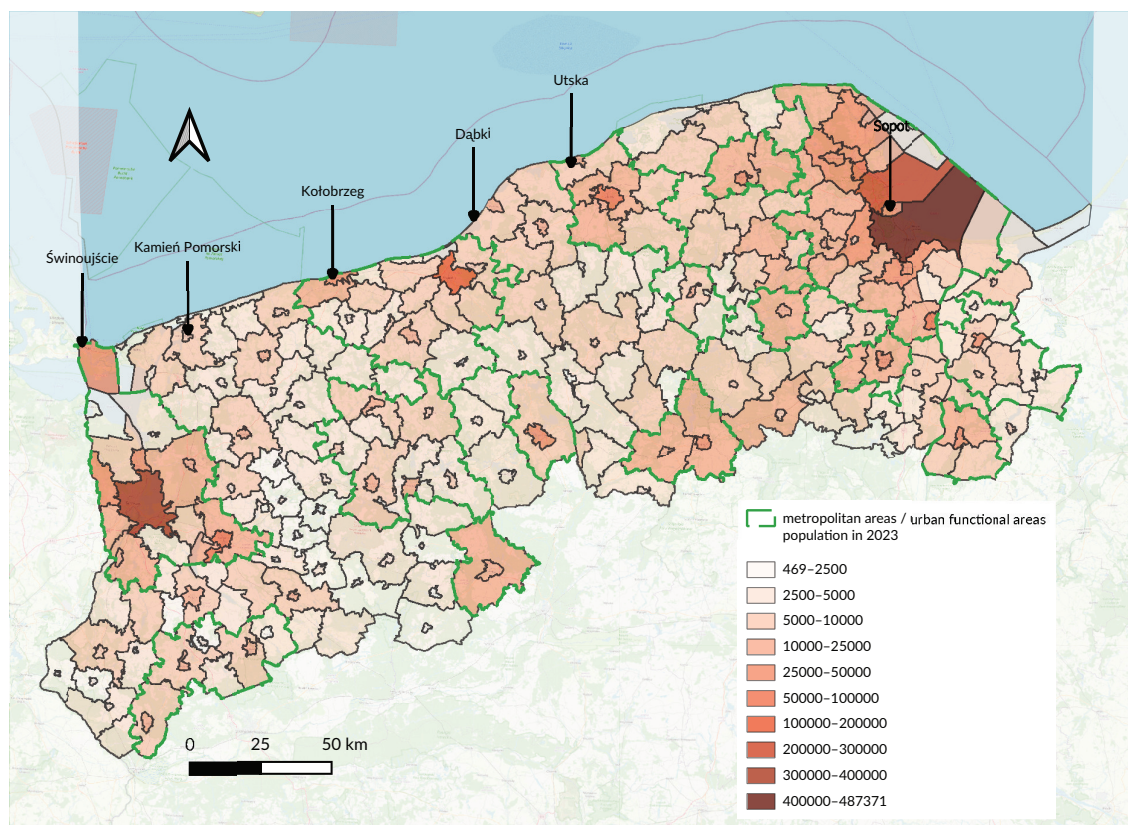 Utska
Sopot
Dąbki
Kołobrzeg
Kamień Pomorski
Świnoujście
metropolitan areas / urban functional areas
population in 2023
469–2500
2500–5000
5000–10000
10000–25000
25000–50000
50000–100000
100000–200000
200000–300000
300000–400000
400000–487371
0 25 50 km